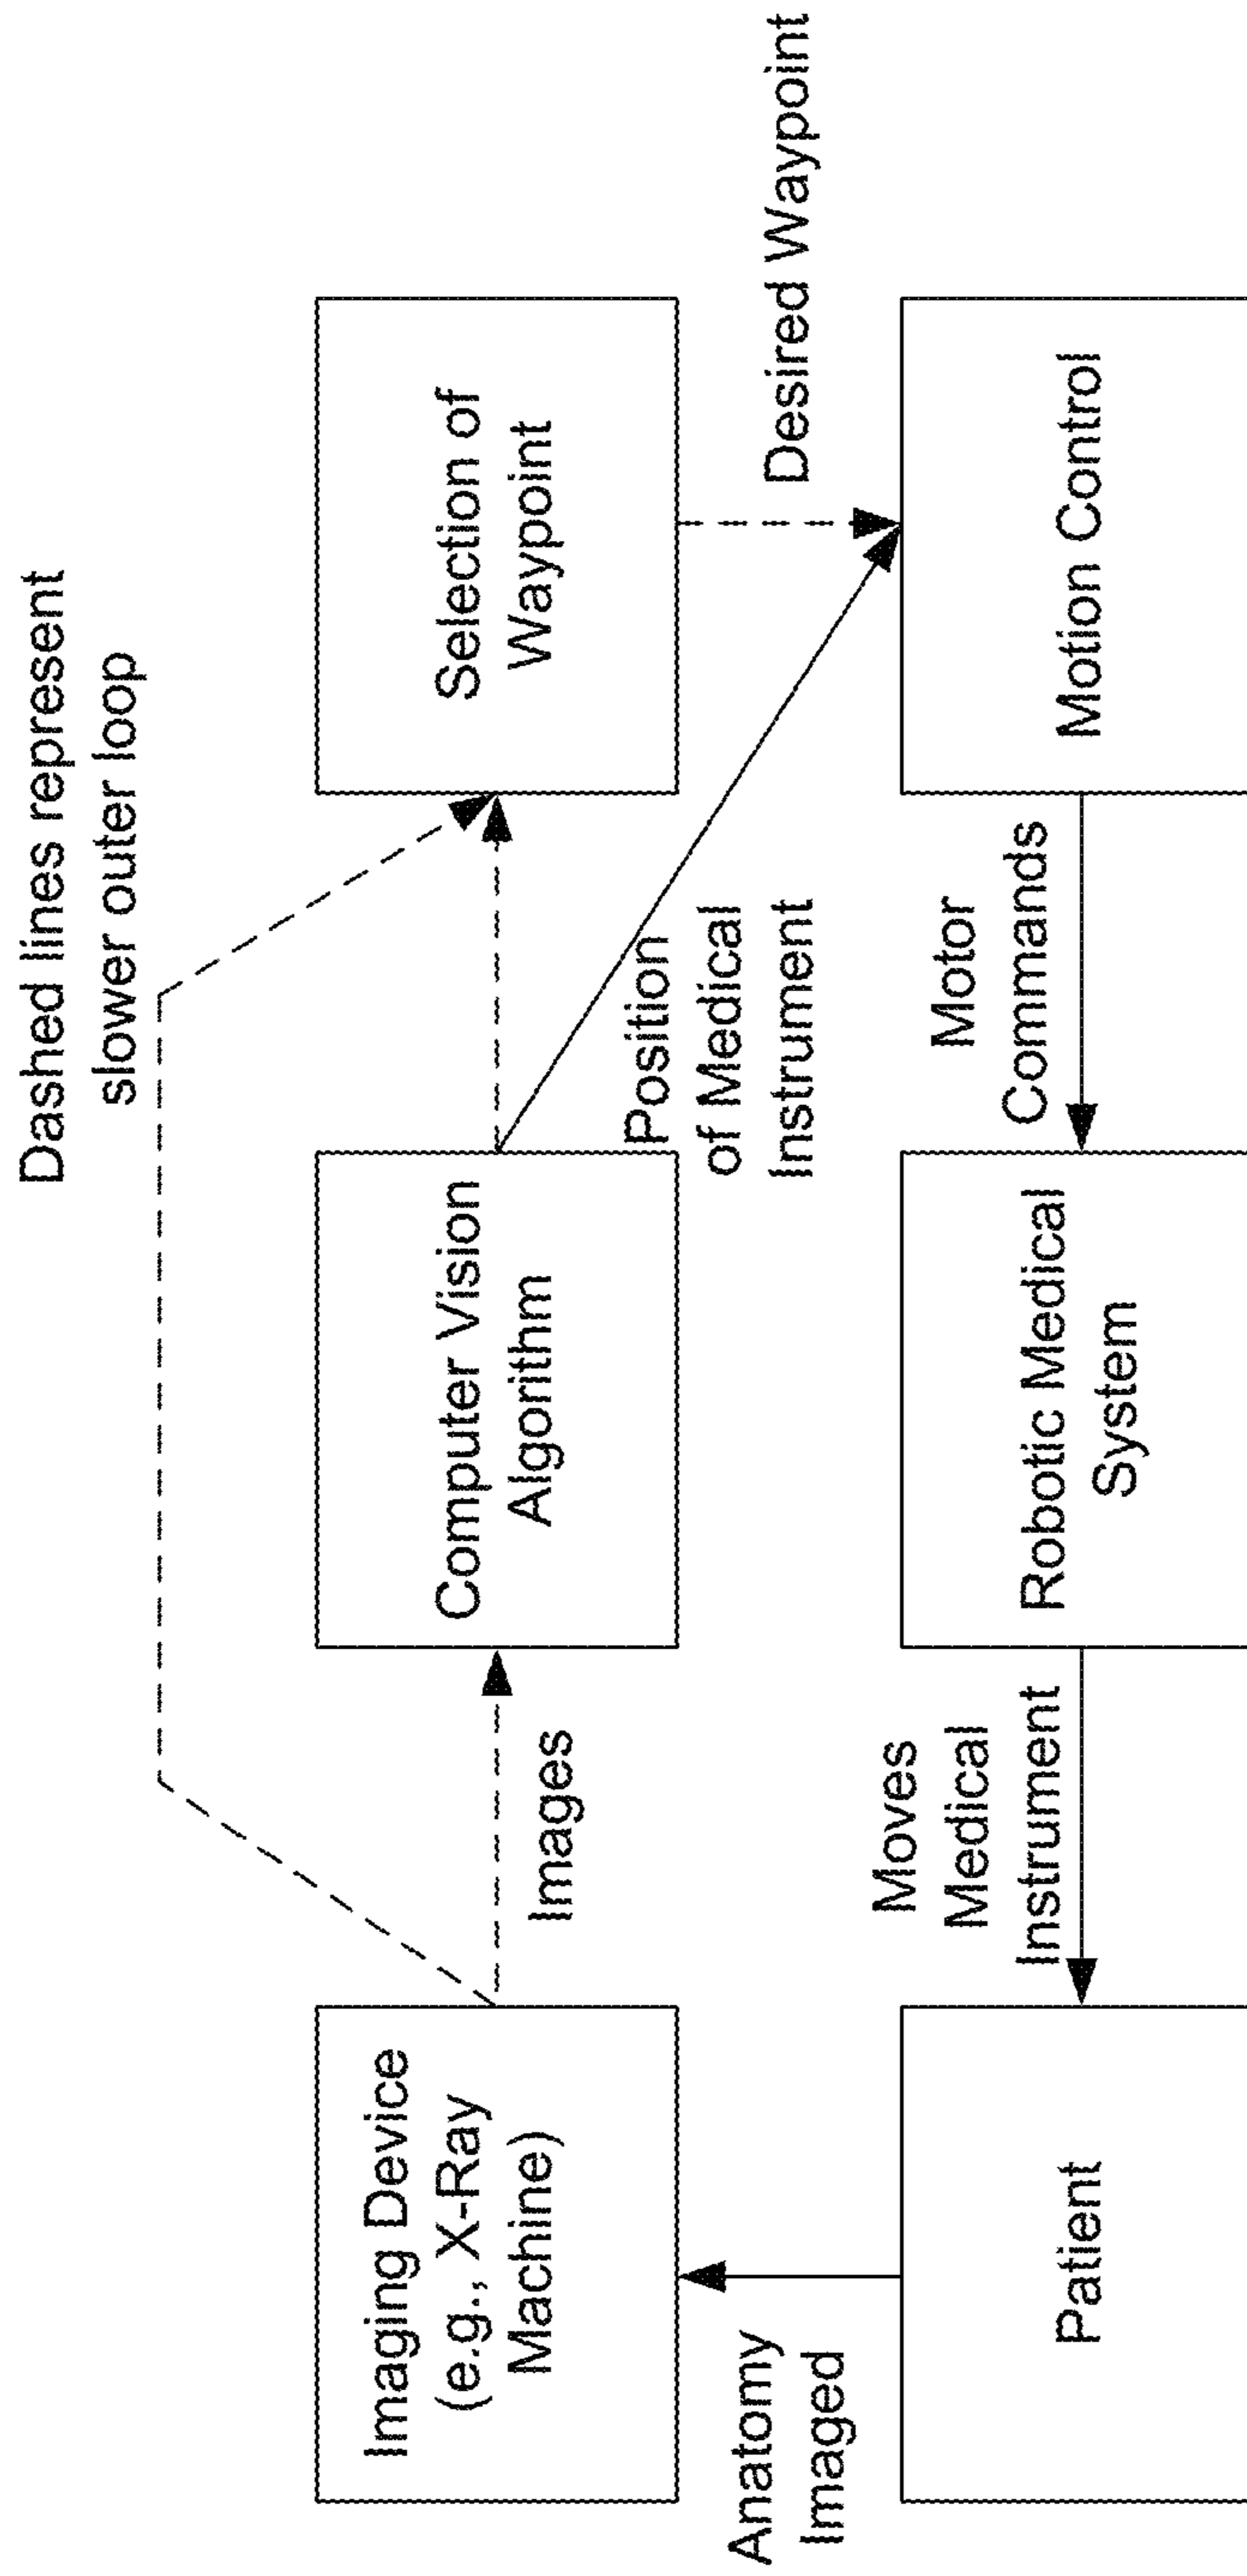 Dashed lines represent
slower outer loop
Imaging Device
(e.g., X-Ray
Machine)
Images
Computer Vision
Algorithm
Selection of
Waypoint
Anatomy
Imaged
Position
of Medical
Instrument
Desired Waypoint
Patient
Moves
Medical
Instrument
Robotic Medical
System
Motor
Commands
Motion Control